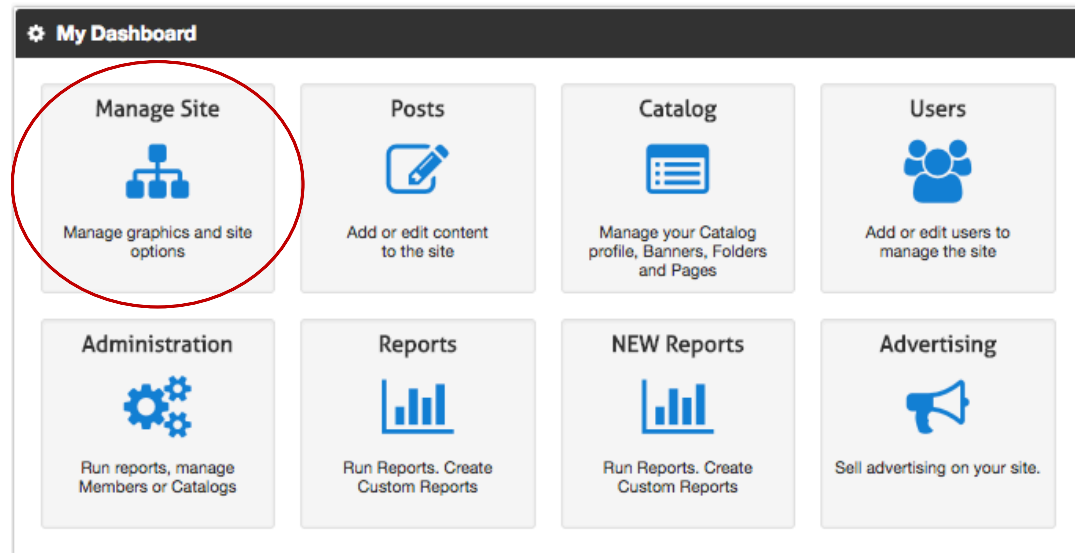 My Dashboard
Manage Site
Manage graphics and site
options
Posts
Add or edit content
to the site
Catalog
Manage your Catalog
profile, Banners, Folders
and Pages
Users
Add or edit users to
manage the site
Administration
Run reports, manage
Members or Catalogs
Reports
Run Reports. Create
Custom Reports
NEW Reports
Run Reports. Create
Custom Reports
Advertising
Sell advertising on your site.